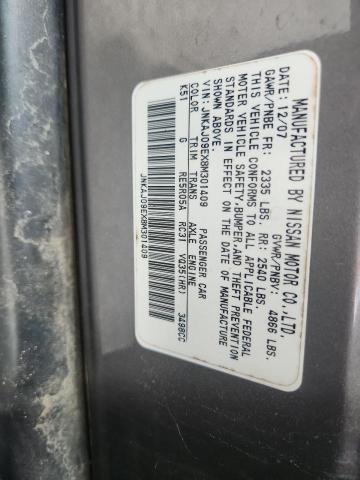 MANUFACTURED BY NISSAN MOTOR CO.,LTD.
DATE: 12/07 GVWR/PNBV: 4866 LBS.
GAWR/PNBE FR: 2335 LBS. RR: 2540 LBS.
THIS VEHICLE CONFORMS TO ALL APPLICABLE FEDERAL
MOTOR VEHICLE SAFETY,BUMPER,AND THEFT PREVENTION
STANDARDS IN EFFECT ON THE DATE OF MANUFACTURE
SHOWN ABOVE.
VIN: JNKAJ09EX8M301409 PASSENGER CAR
COLOR TRIM TRANS AXLE ENGINE
K51 G RE5R05A RC31 VQ35(HR) 3498CC
JNKAJ09EX8M301409